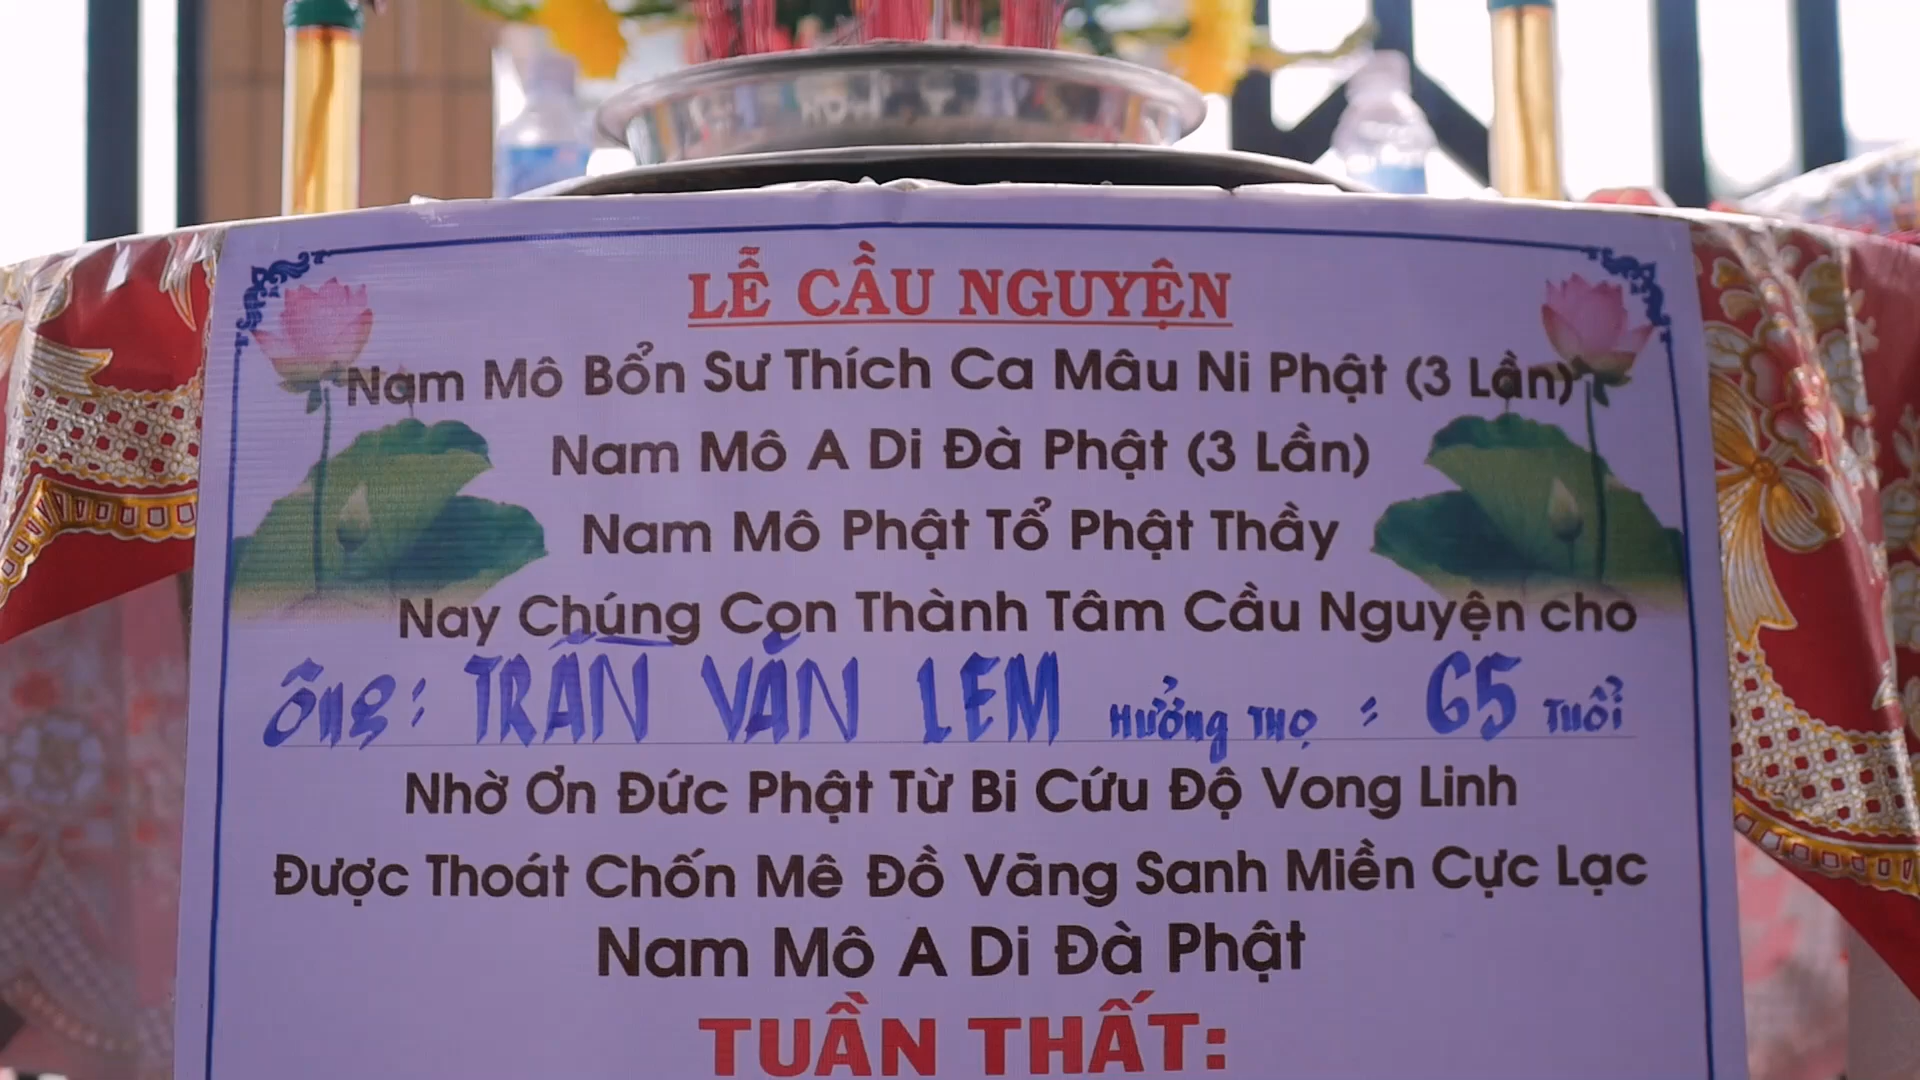 LỄ CẦU NGUYỆN
Nam Mô Bổn Sư Thích Ca Mâu Ni Phật (3 Lần)
Nam Mô A Di Đà Phật (3 Lần)
Nam Mô Phật Tổ Phật Thầy
Nay Chúng Con Thành Tâm Cầu Nguyện cho
ông: TRẦN VĂN LEM HƯỞNG THỌ : 65 TUỔI
Nhờ Ơn Đức Phật Từ Bi Cứu Độ Vong Linh
Được Thoát Chốn Mê Đồ Vãng Sanh Miền Cực Lạc
Nam Mô A Di Đà Phật
TUẦN THẤT: